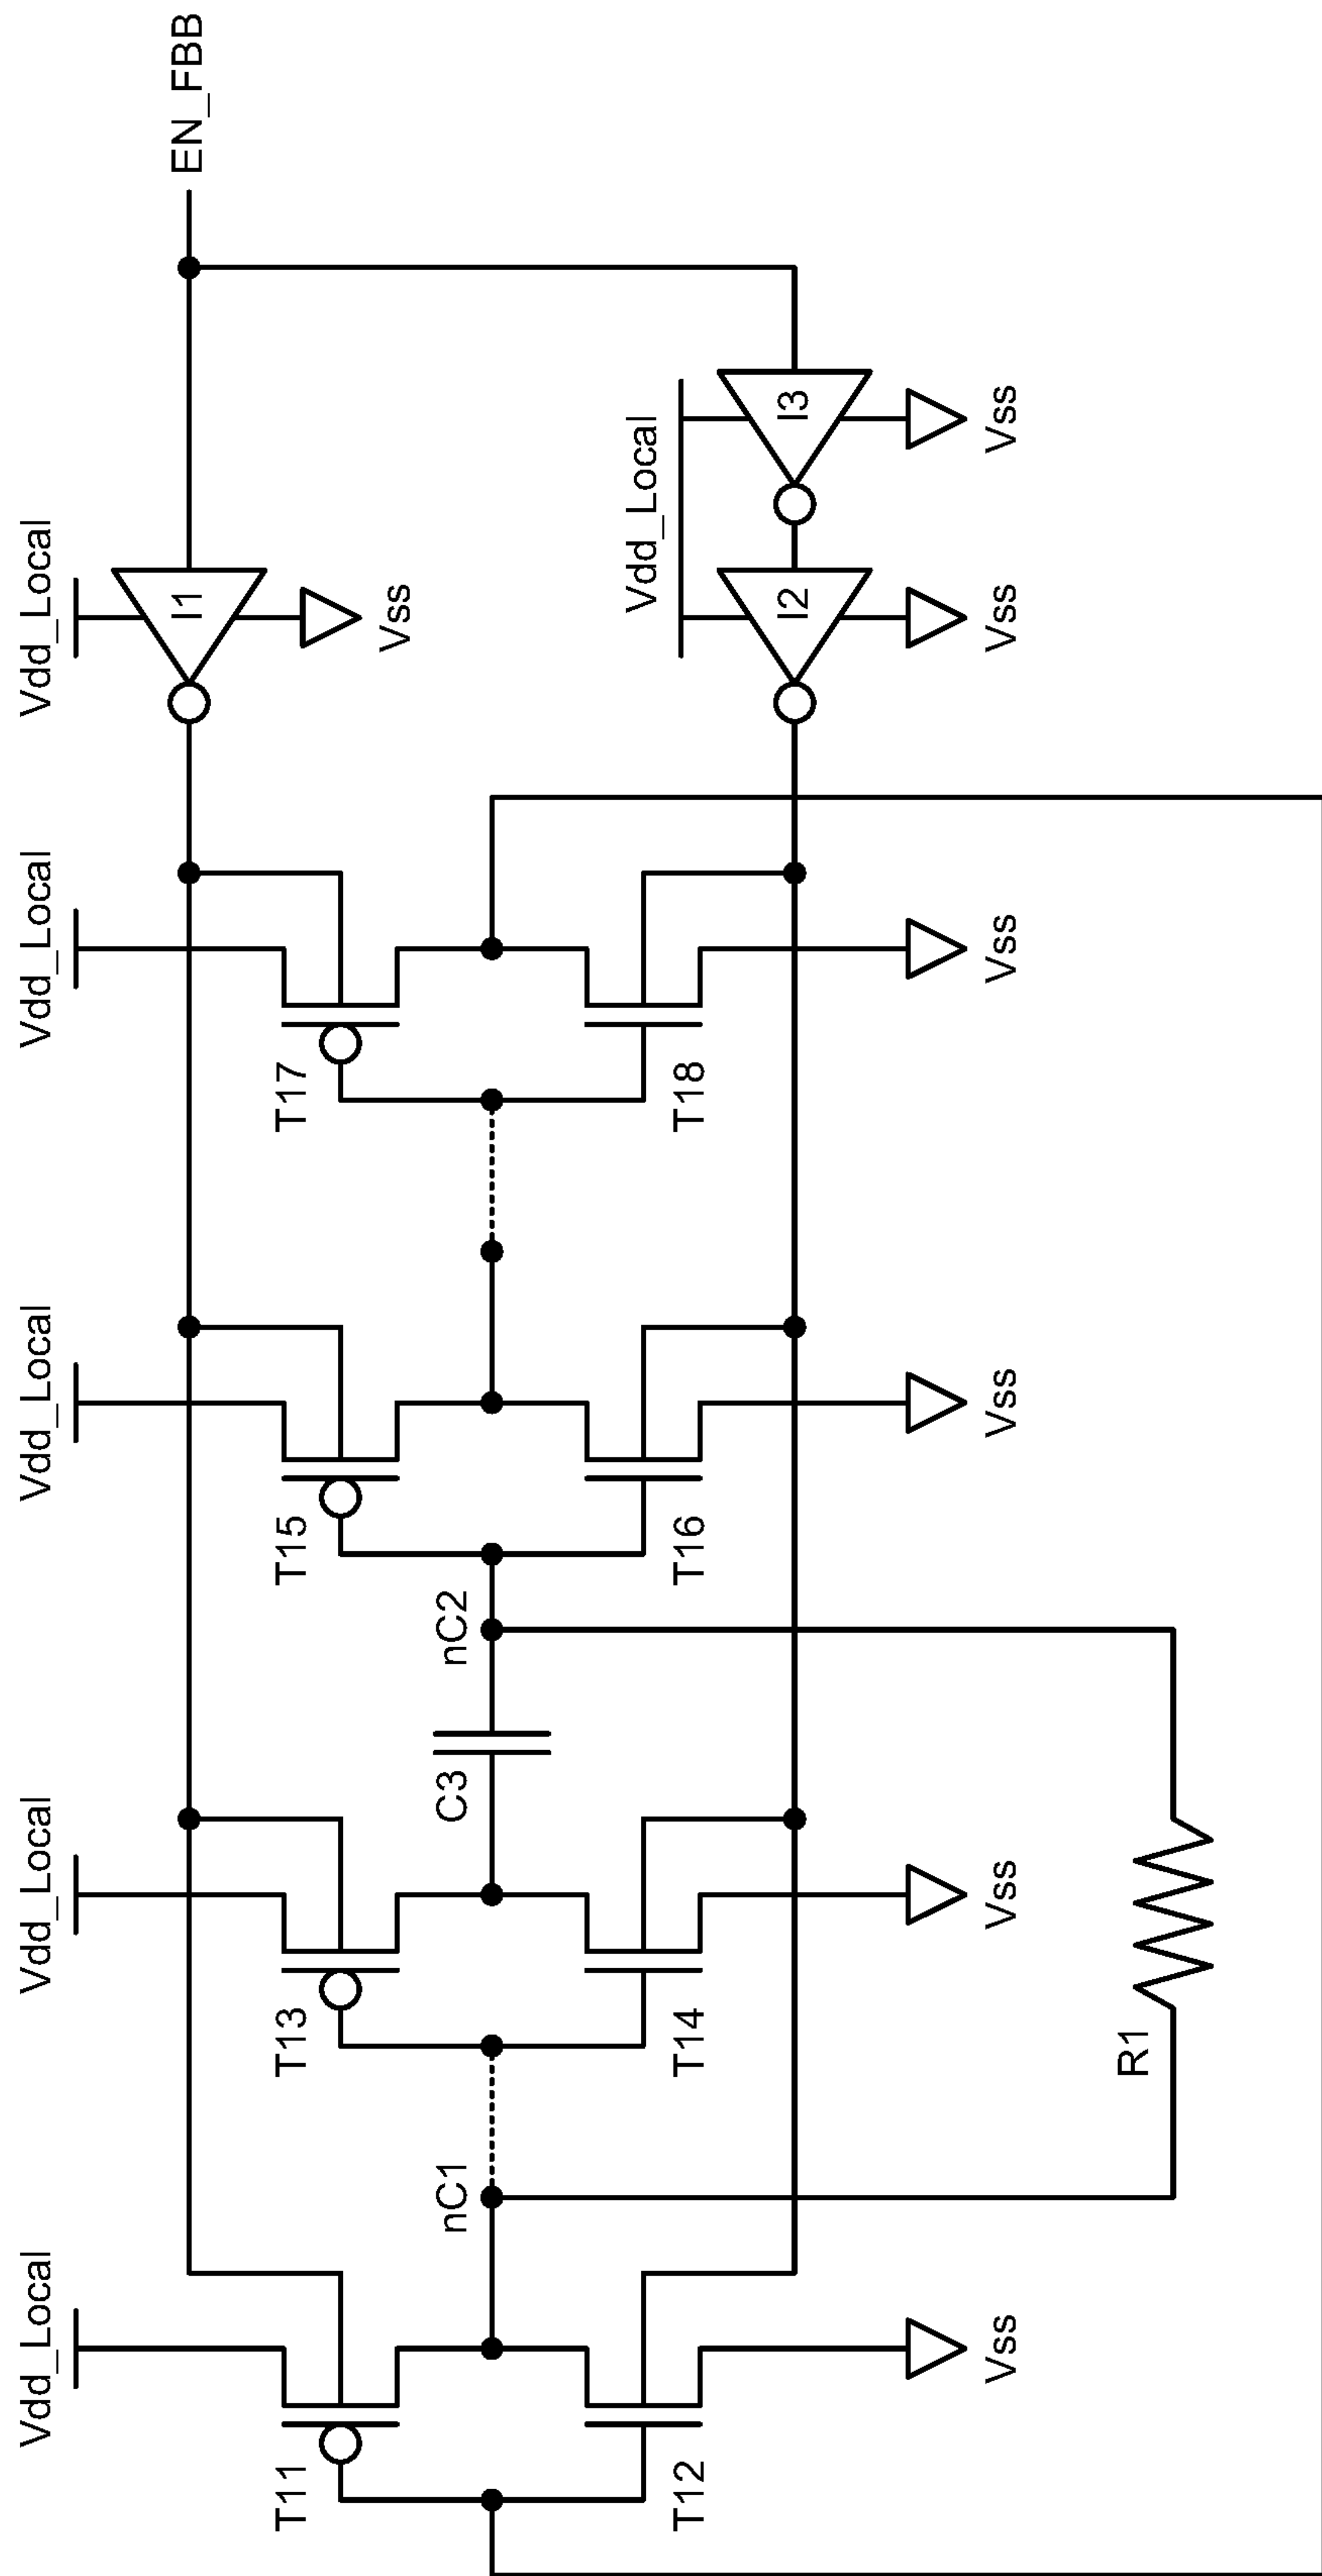 Vdd_Local
Vdd_Local
Vdd_Local
Vdd_Local
Vdd_Local
EN_FBB
I1
Vss
T11
T13
T15
T17
Vdd_Local
nC1
C3
nC2
I2
I3
T12
T14
T16
T18
Vss
Vss
Vss
Vss
Vss
Vss
R1